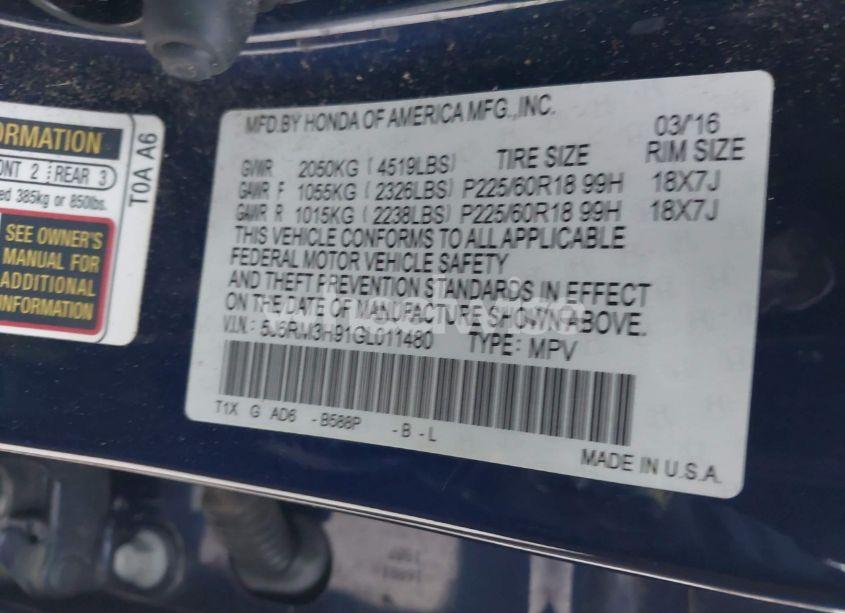 ORMATION
ONT 2 REAR 3
ed 385kg or 850lbs.
SEE OWNER'S
MANUAL FOR
ADDITIONAL
INFORMATION
T0A A6
MFD.BY HONDA OF AMERICA MFG.,INC.
03/'16
GVWR 2050KG (4519LBS) TIRE SIZE RIM SIZE
GAWR F 1055KG (2326LBS) P225/60R18 99H 18X7J
GAWR R 1015KG (2238LBS) P225/60R18 99H 18X7J
THIS VEHICLE CONFORMS TO ALL APPLICABLE
FEDERAL MOTOR VEHICLE SAFETY
AND THEFT PREVENTION STANDARDS IN EFFECT
ON THE DATE OF MANUFACTURE SHOWN ABOVE.
V.I.N.: 5J6RM3H91GL011480 TYPE: MPV
T1X G AD6 -B588P -B -L
MADE IN U.S.A.